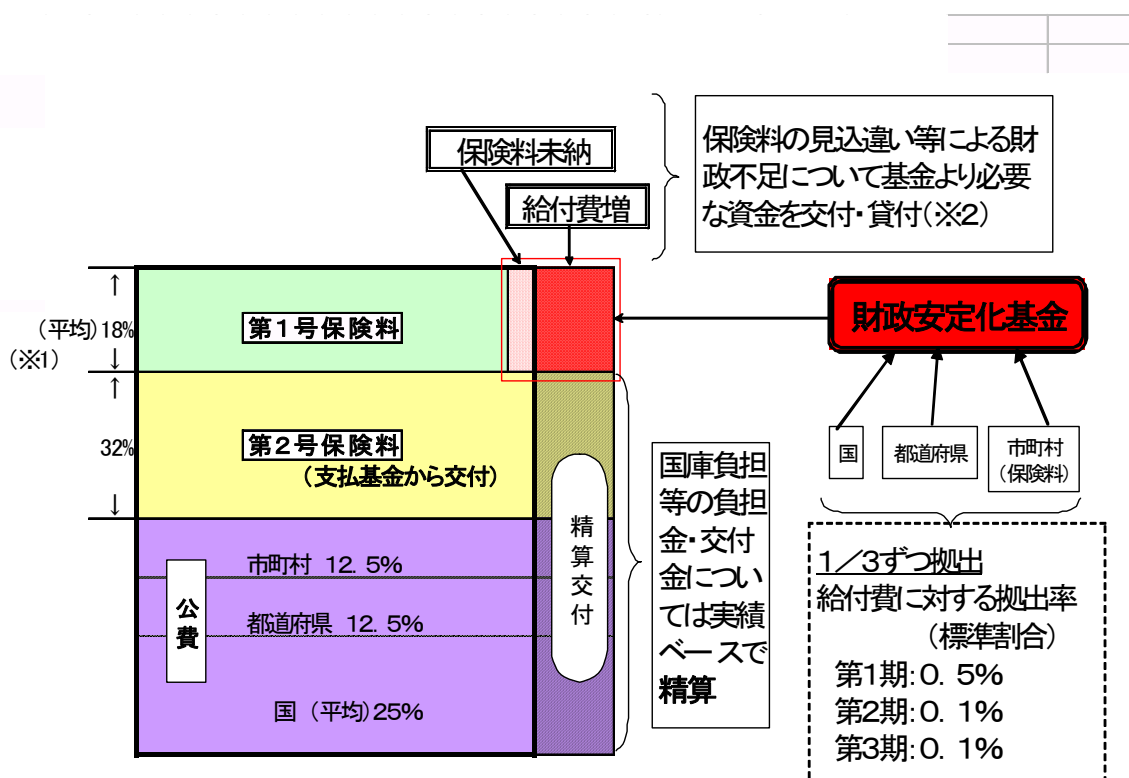 保険料未納
給付費増
保険料の見込違い等による財
政不足について基金より必要
な資金を交付・貸付(※2)
↑
(平均)18%
(※1)
↓
第1号保険料
財政安定化基金
↑
32%
↓
第2号保険料
(支払基金から交付)
国
都道府県
市町村
(保険料)
国庫負担
等の負担
金・交付
金につい
ては実績
ベースで
精算
精算交付
公費
市町村 12.5%
都道府県 12.5%
国 (平均)25%
1/3ずつ拠出
給付費に対する拠出率
(標準割合)
第1期:0.5%
第2期:0.1%
第3期:0.1%